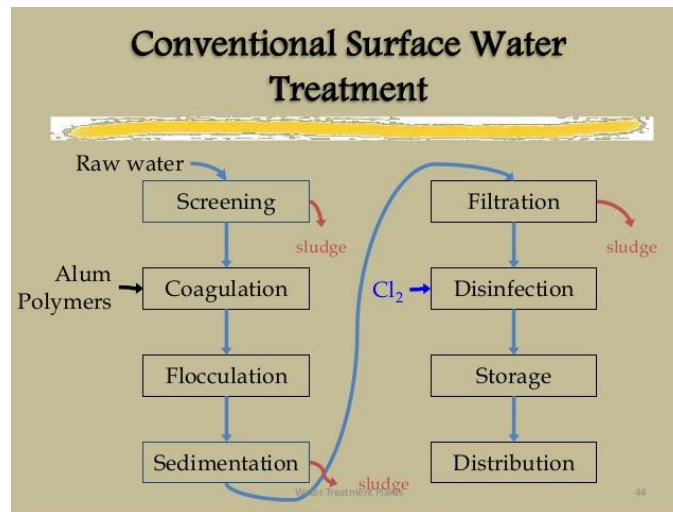 Conventional Surface Water
Treatment
Raw water
Screening
sludge
Alum
Polymers
Coagulation
Flocculation
Sedimentation
sludge
Filtration
sludge
Cl₂
Disinfection
Storage
Distribution
Water Treatment Plants
44